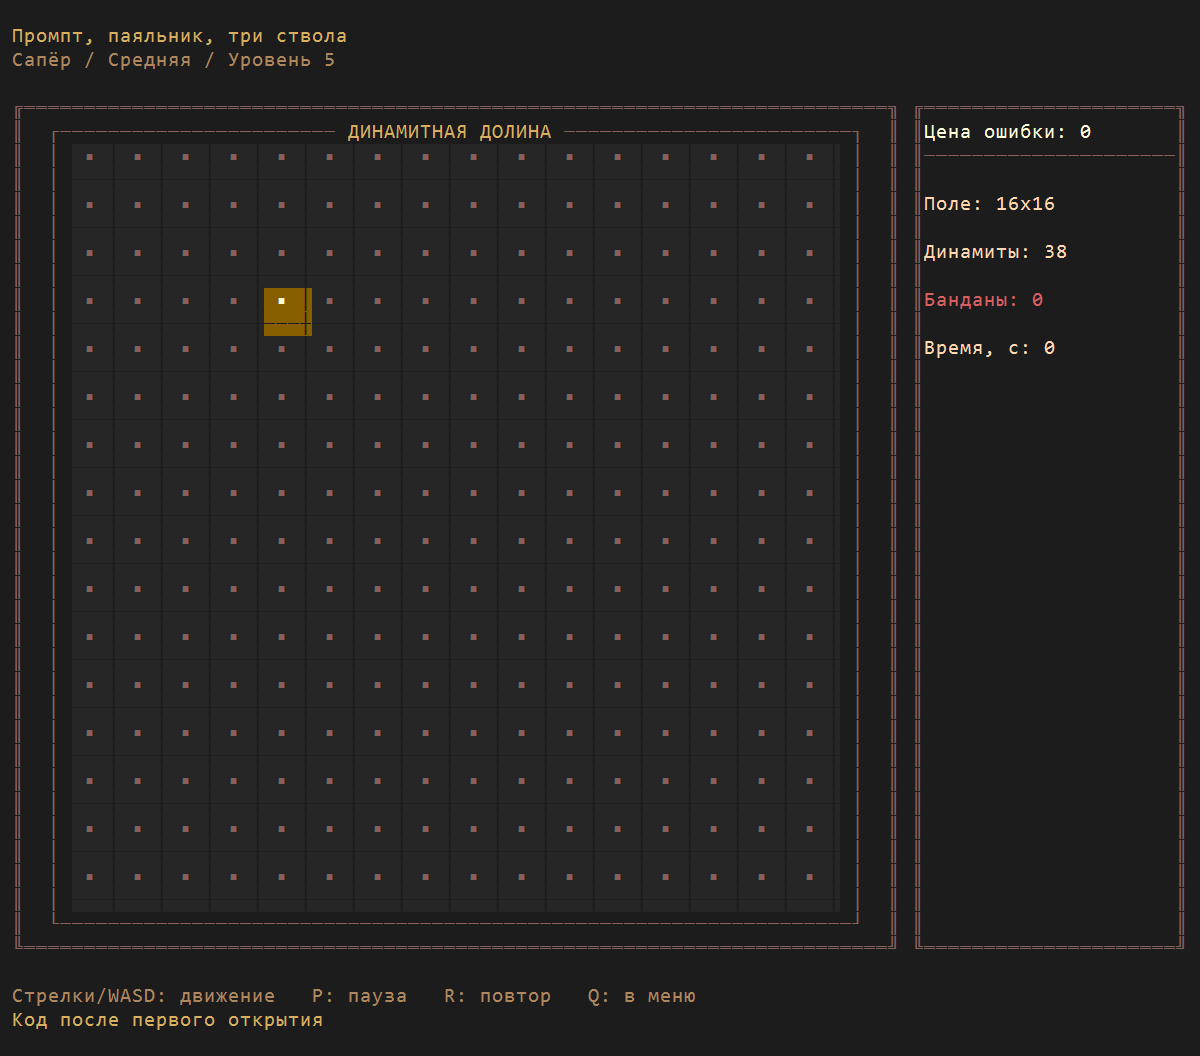 Промпт, паяльник, три ствола
Сапёр / Средняя / Уровень 5
ДИНАМИТНАЯ ДОЛИНА
Цена ошибки: 0
Поле: 16x16
Динамиты: 38
Банданы: 0
Время, с: 0
Стрелки/WASD: движение   P: пауза   R: повтор   Q: в меню
Код после первого открытия